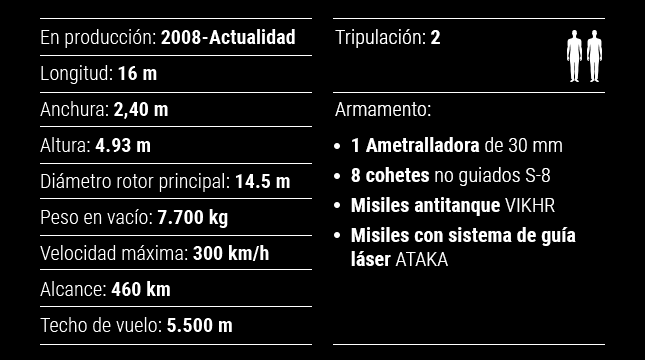 En producción: 2008-Actualidad
Longitud: 16 m
Anchura: 2,40 m
Altura: 4.93 m
Diámetro rotor principal: 14.5 m
Peso en vacío: 7.700 kg
Velocidad máxima: 300 km/h
Alcance: 460 km
Techo de vuelo: 5.500 m
Tripulación: 2
Armamento:
• 1 Ametralladora de 30 mm
• 8 cohetes no guiados S-8
• Misiles antitanque VIKHR
• Misiles con sistema de guía
láser ATAKA